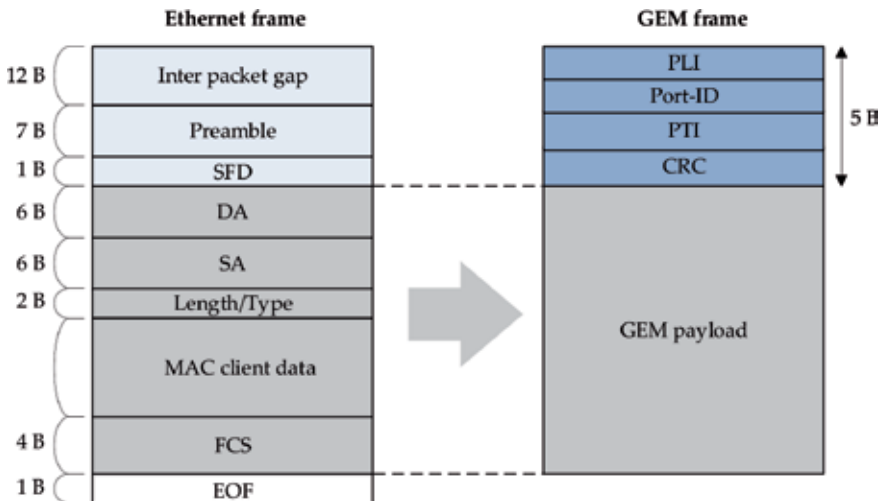 Ethernet frame
12 B
Inter packet gap
7 B
Preamble
1 B
SFD
6 B
DA
6 B
SA
2 B
Length/Type
MAC client data
4 B
FCS
1 B
EOF
GEM frame
PLI
Port-ID
PTI
CRC
5 B
GEM payload